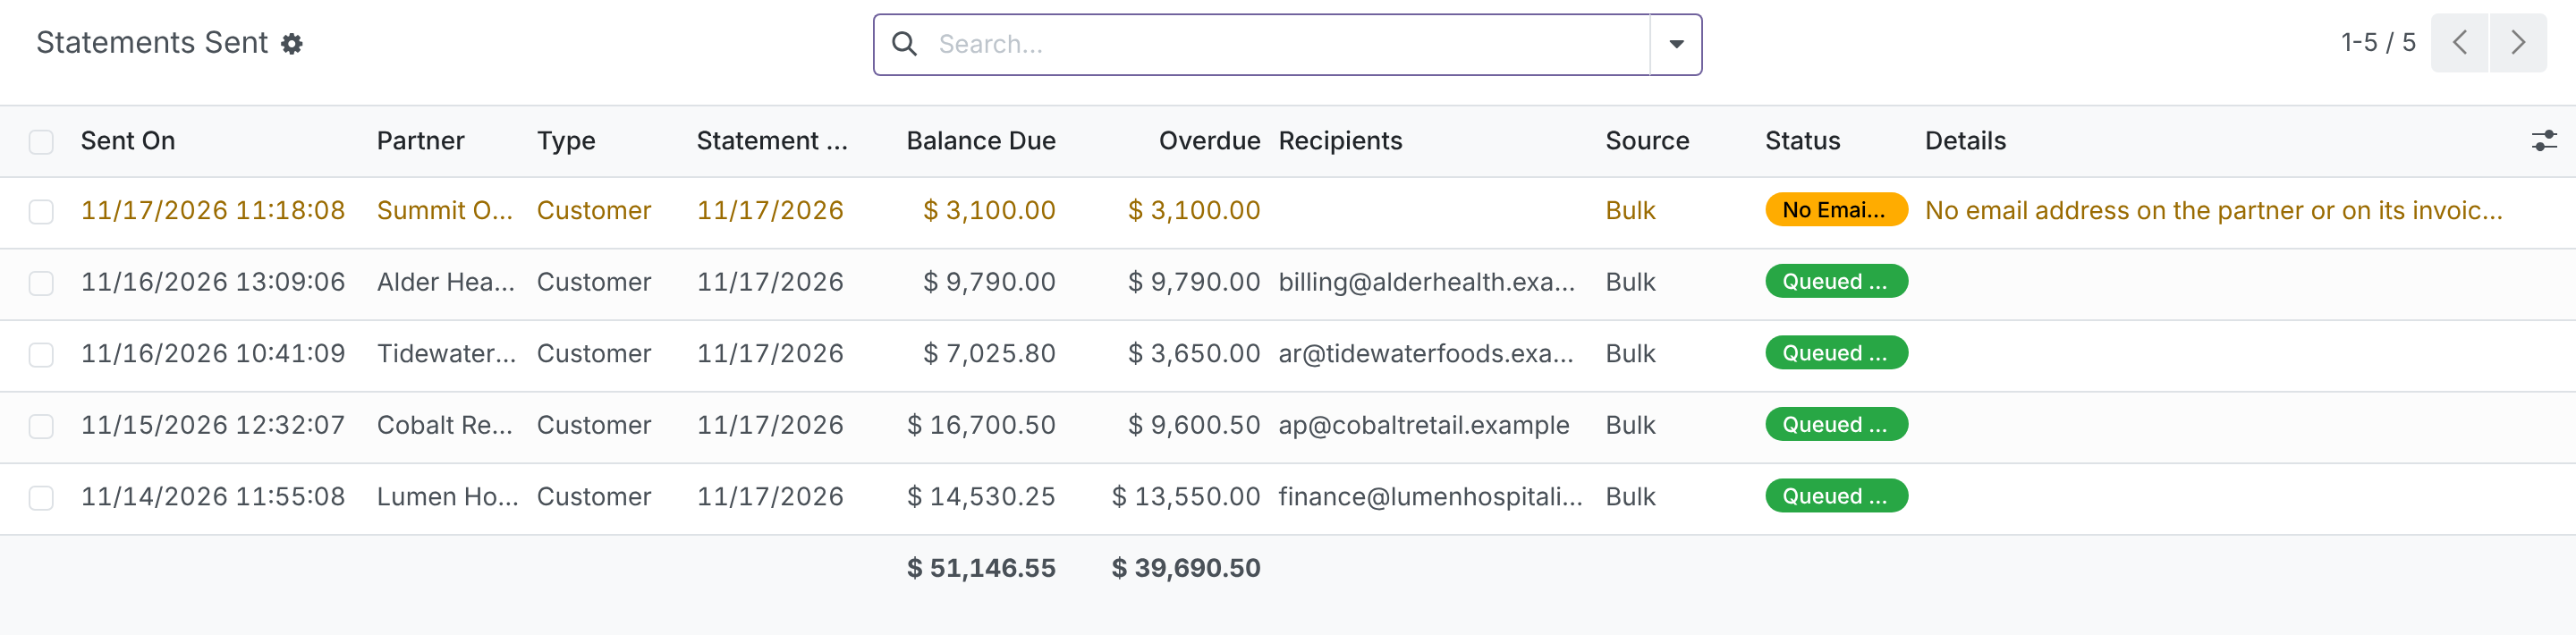 Statements Sent
Search...
1-5 / 5
Sent On Partner Type Statement ... Balance Due Overdue Recipients Source Status Details
11/17/2026 11:18:08 Summit O... Customer 11/17/2026 $ 3,100.00 $ 3,100.00 Bulk No Emai... No email address on the partner or on its invoic...
11/16/2026 13:09:06 Alder Hea... Customer 11/17/2026 $ 9,790.00 $ 9,790.00 billing@alderhealth.exa... Bulk Queued ...
11/16/2026 10:41:09 Tidewater... Customer 11/17/2026 $ 7,025.80 $ 3,650.00 ar@tidewaterfoods.exa... Bulk Queued ...
11/15/2026 12:32:07 Cobalt Re... Customer 11/17/2026 $ 16,700.50 $ 9,600.50 ap@cobaltretail.example Bulk Queued ...
11/14/2026 11:55:08 Lumen Ho... Customer 11/17/2026 $ 14,530.25 $ 13,550.00 finance@lumenhospitali... Bulk Queued ...
$ 51,146.55 $ 39,690.50